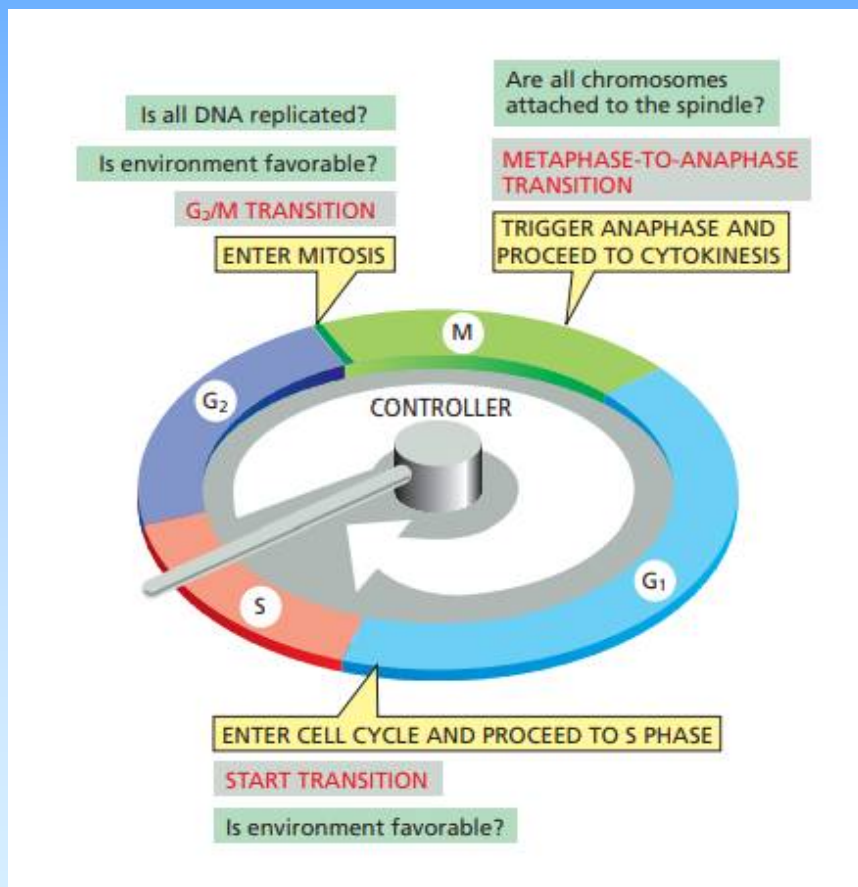 Is all DNA replicated?
Is environment favorable?
G₂/M TRANSITION
ENTER MITOSIS
Are all chromosomes
attached to the spindle?
METAPHASE-TO-ANAPHASE
TRANSITION
TRIGGER ANAPHASE AND
PROCEED TO CYTOKINESIS
M
G₂
CONTROLLER
G₁
S
ENTER CELL CYCLE AND PROCEED TO S PHASE
START TRANSITION
Is environment favorable?